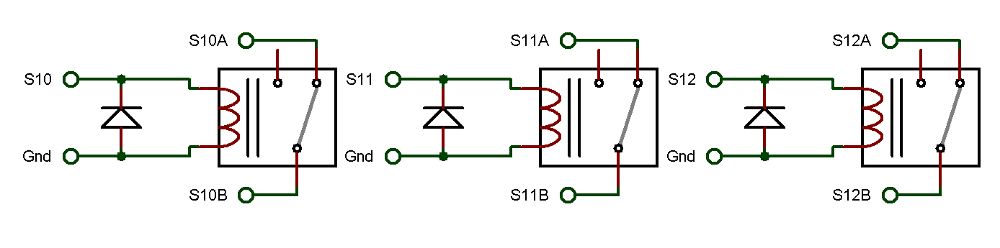 S10A S11A S12A
S10 S11 S12
Gnd Gnd Gnd
S10B S11B S12B